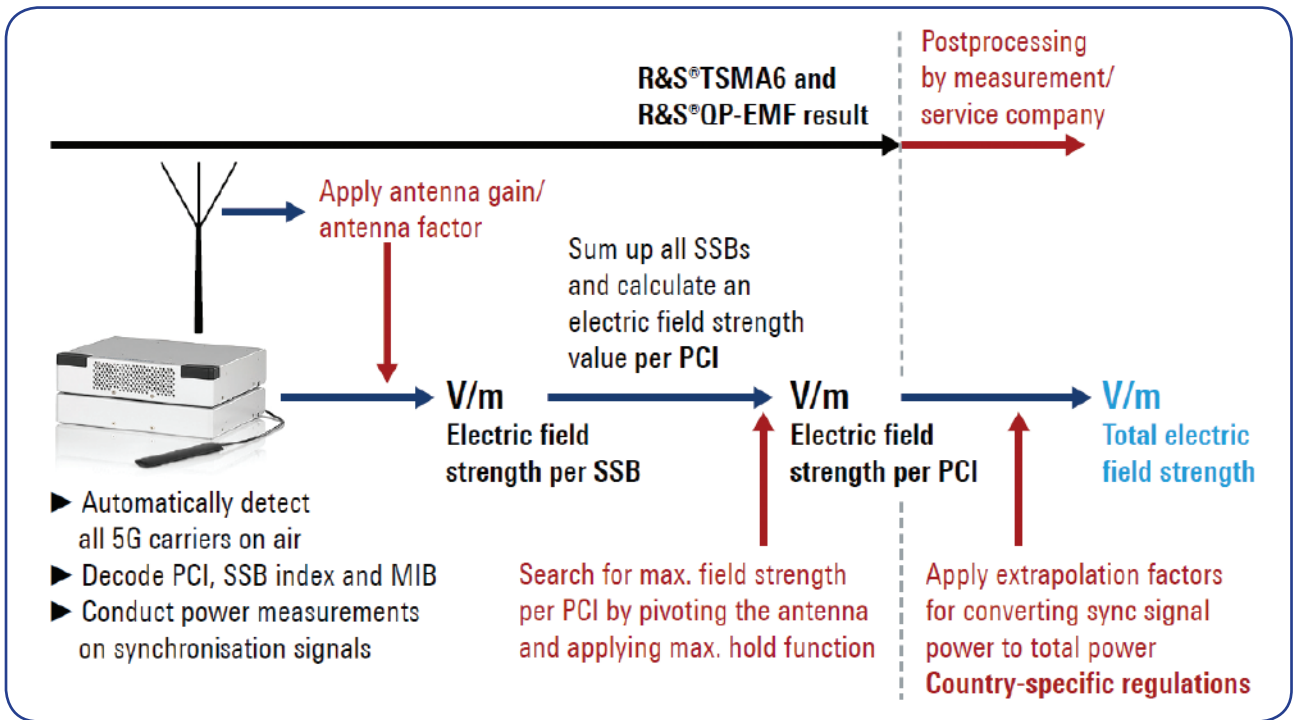 R&S®TSMA6 and
R&S®QP-EMF result
Postprocessing
by measurement/
service company
Apply antenna gain/
antenna factor
Sum up all SSBs
and calculate an
electric field strength
value per PCI
V/m
Electric field
strength per SSB
V/m
Electric field
strength per PCI
V/m
Total electric
field strength
► Automatically detect
all 5G carriers on air
► Decode PCI, SSB index and MIB
► Conduct power measurements
on synchronisation signals
Search for max. field strength
per PCI by pivoting the antenna
and applying max. hold function
Apply extrapolation factors
for converting sync signal
power to total power
Country-specific regulations